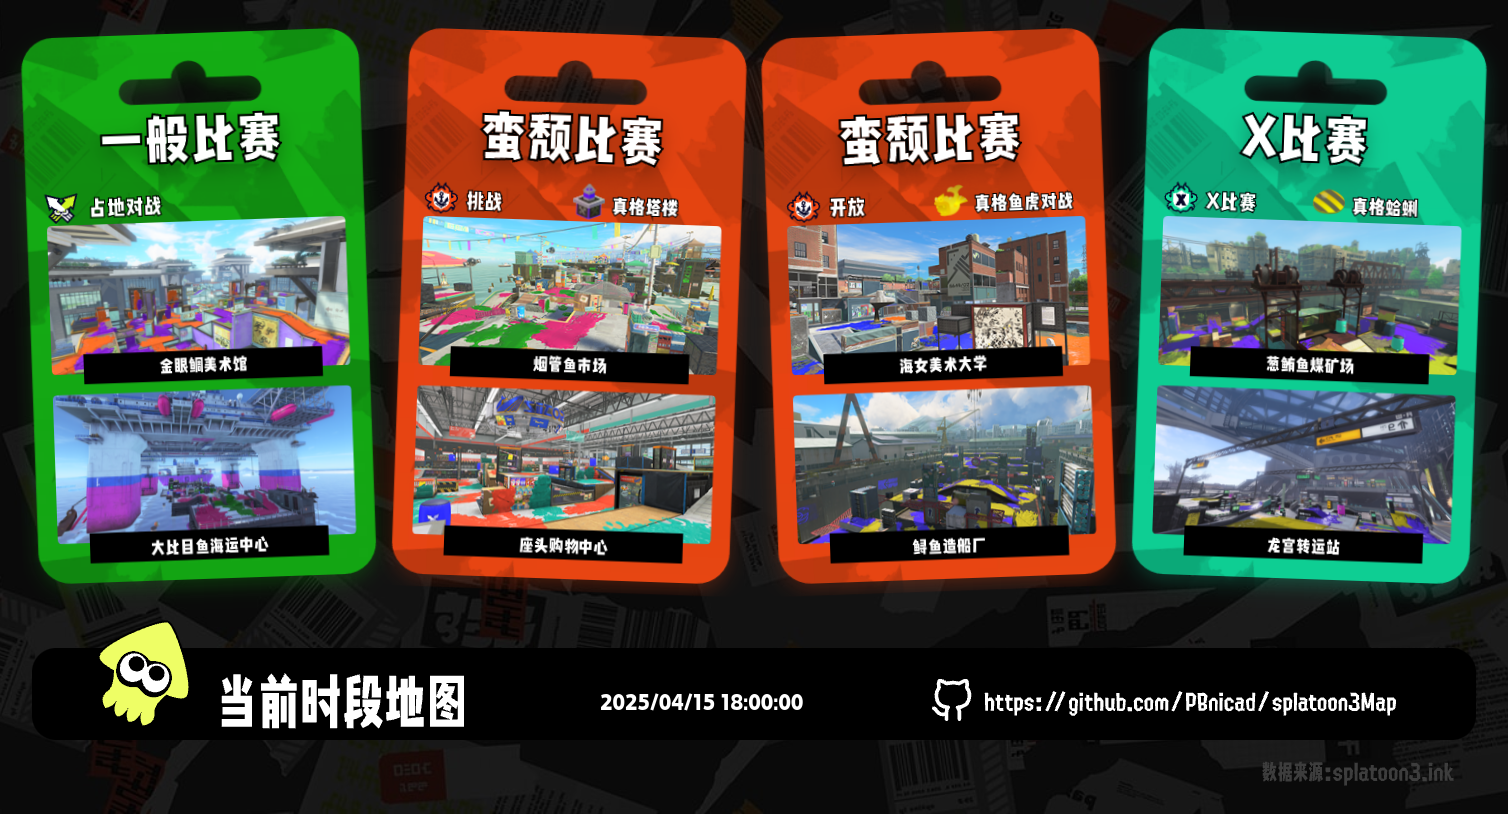 一般比赛
占地对战
金眼鲷美术馆
大比目鱼海运中心
蛮颓比赛
挑战
真格塔楼
烟管鱼市场
座头购物中心
蛮颓比赛
开放
真格鱼虎对战
海女美术大学
鲟鱼造船厂
X比赛
X比赛
真格蛤蜊
葱鲔鱼煤矿场
龙宫转运站
当前时段地图
2025/04/15 18:00:00
https://github.com/PBnicad/splatoon3Map
数据来源:splatoon3.ink